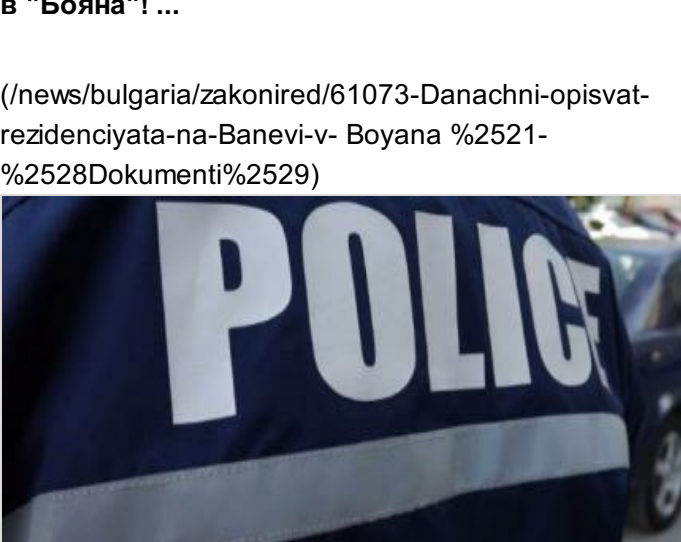 в "Бояна"! ...
(/news/bulgaria/zakonired/61073-Danachni-opisvat-
rezidenciyata-na-Banevi-v- Boyana %2521-
%2528Dokumenti%2529)
POLICE